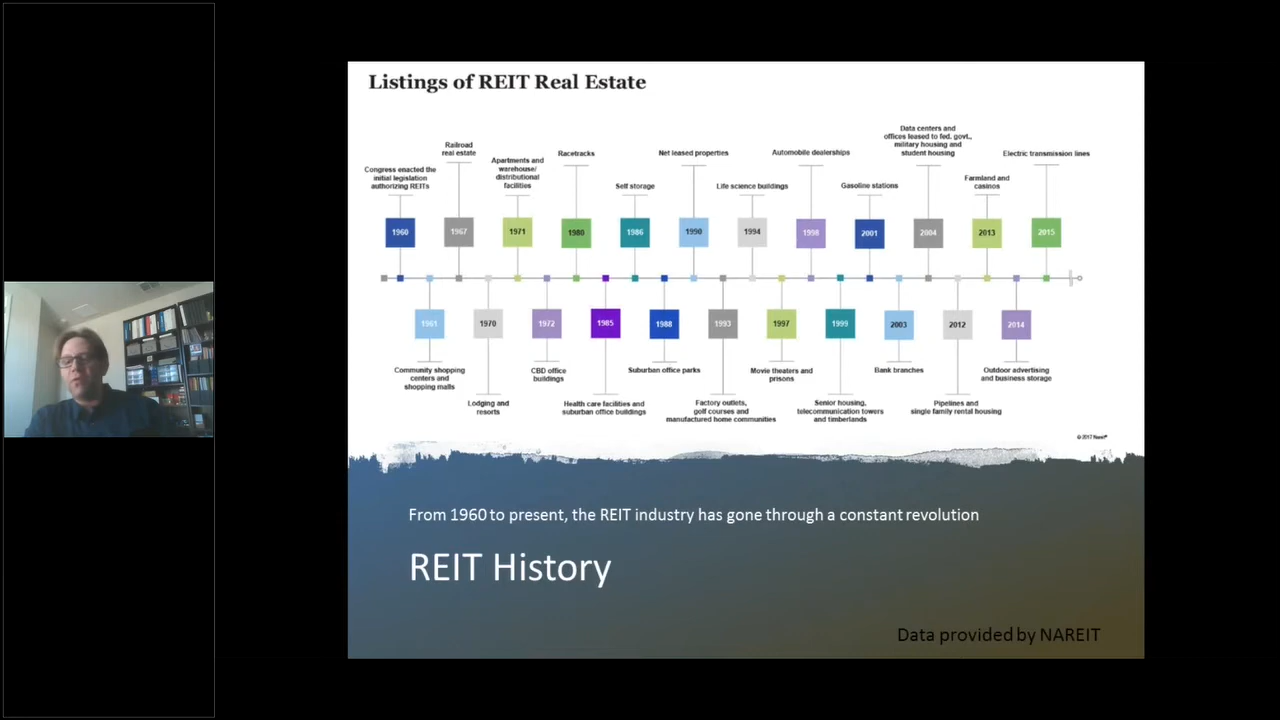 Listings of REIT Real Estate
Congress enacted the
initial legislation
authorizing REITs
Railroad
real estate
Apartments and
warehouse/
distributional
facilities
Racetracks
Self storage
Net leased properties
Life science buildings
Automobile dealerships
Gasoline stations
Data centers and
offices leased to fed. govt.,
military housing and
student housing
Farmland and
casinos
Electric transmission lines
1960
1967
1971
1980
1986
1990
1994
1998
2001
2004
2013
2015
1961
1970
1972
1985
1988
1993
1997
1999
2003
2012
2014
Community shopping
centers and
shopping malls
Lodging and
resorts
CBD office
buildings
Health care facilities and
suburban office buildings
Suburban office parks
Factory outlets,
golf courses and
manufactured home communities
Movie theaters and
prisons
Senior housing,
telecommunication towers
and timberlands
Bank branches
Pipelines and
single family rental housing
Outdoor advertising
and business storage
© 2017 Nareit®
From 1960 to present, the REIT industry has gone through a constant revolution
REIT History
Data provided by NAREIT